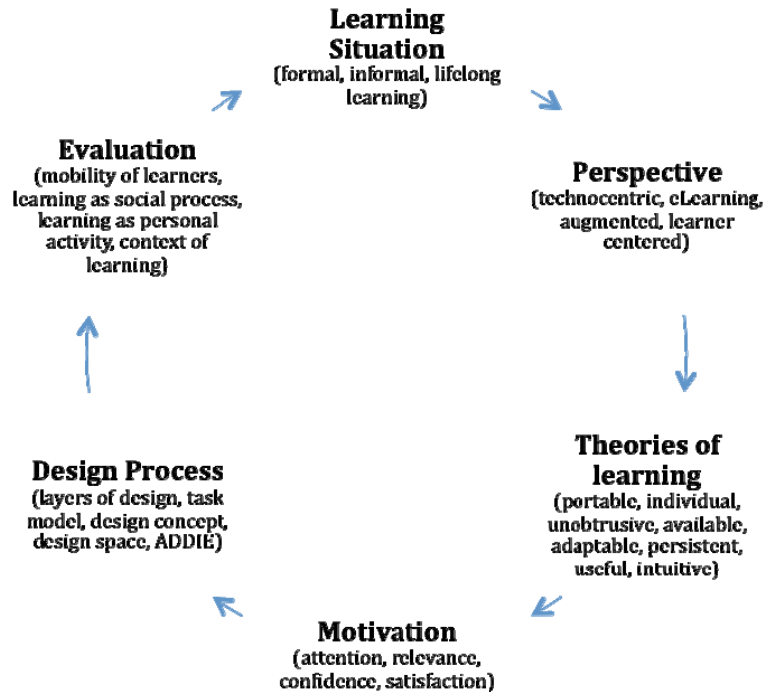 Learning
Situation
(formal, informal, lifelong
learning)
Perspective
(technocentric, eLearning,
augmented, learner
centered)
Theories of
learning
(portable, individual,
unobtrusive, available,
adaptable, persistent,
useful, intuitive)
Motivation
(attention, relevance,
confidence, satisfaction)
Design Process
(layers of design, task
model, design concept,
design space, ADDIE)
Evaluation
(mobility of learners,
learning as social process,
learning as personal
activity, context of
learning)